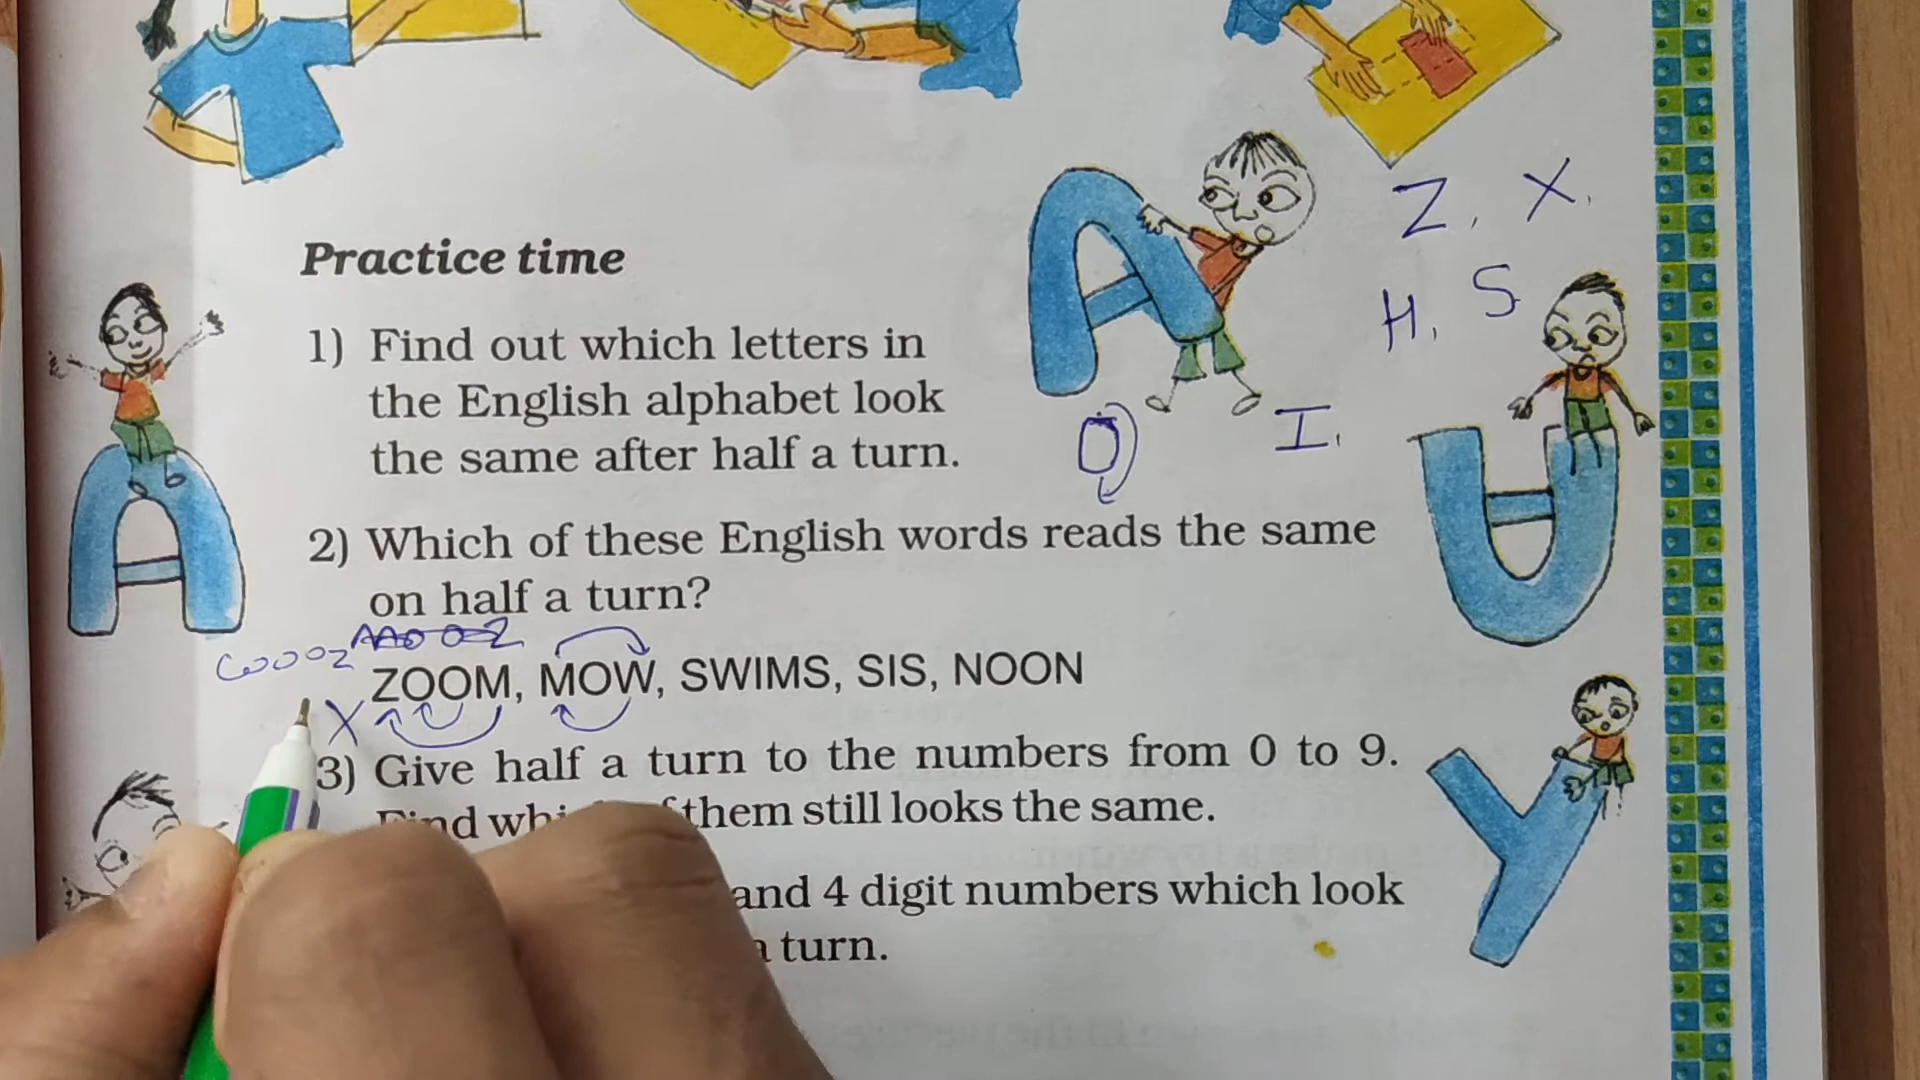 Practice time
Z, X,
H, S
1) Find out which letters in
the English alphabet look
the same after half a turn.
O I,
2) Which of these English words reads the same
on half a turn?
ZOOM, MOW, SWIMS, SIS, NOON
X
3) Give half a turn to the numbers from 0 to 9.
Find which of them still looks the same.
and 4 digit numbers which look
a turn.